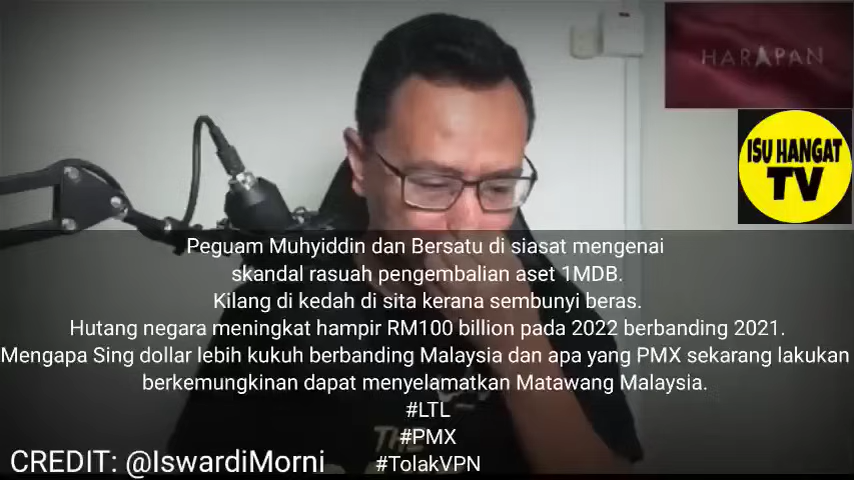 HARAPAN
ISU HANGAT
TV
Peguam Muhyiddin dan Bersatu di siasat mengenai
skandal rasuah pengembalian aset 1MDB.
Kilang di kedah di sita kerana sembunyi beras.
Hutang negara meningkat hampir RM100 billion pada 2022 berbanding 2021.
Mengapa Sing dollar lebih kukuh berbanding Malaysia dan apa yang PMX sekarang lakukan
berkemungkinan dapat menyelamatkan Matawang Malaysia.
#LTL
#PMX
THE
#TolakVPN
CREDIT: @IswardiMorni